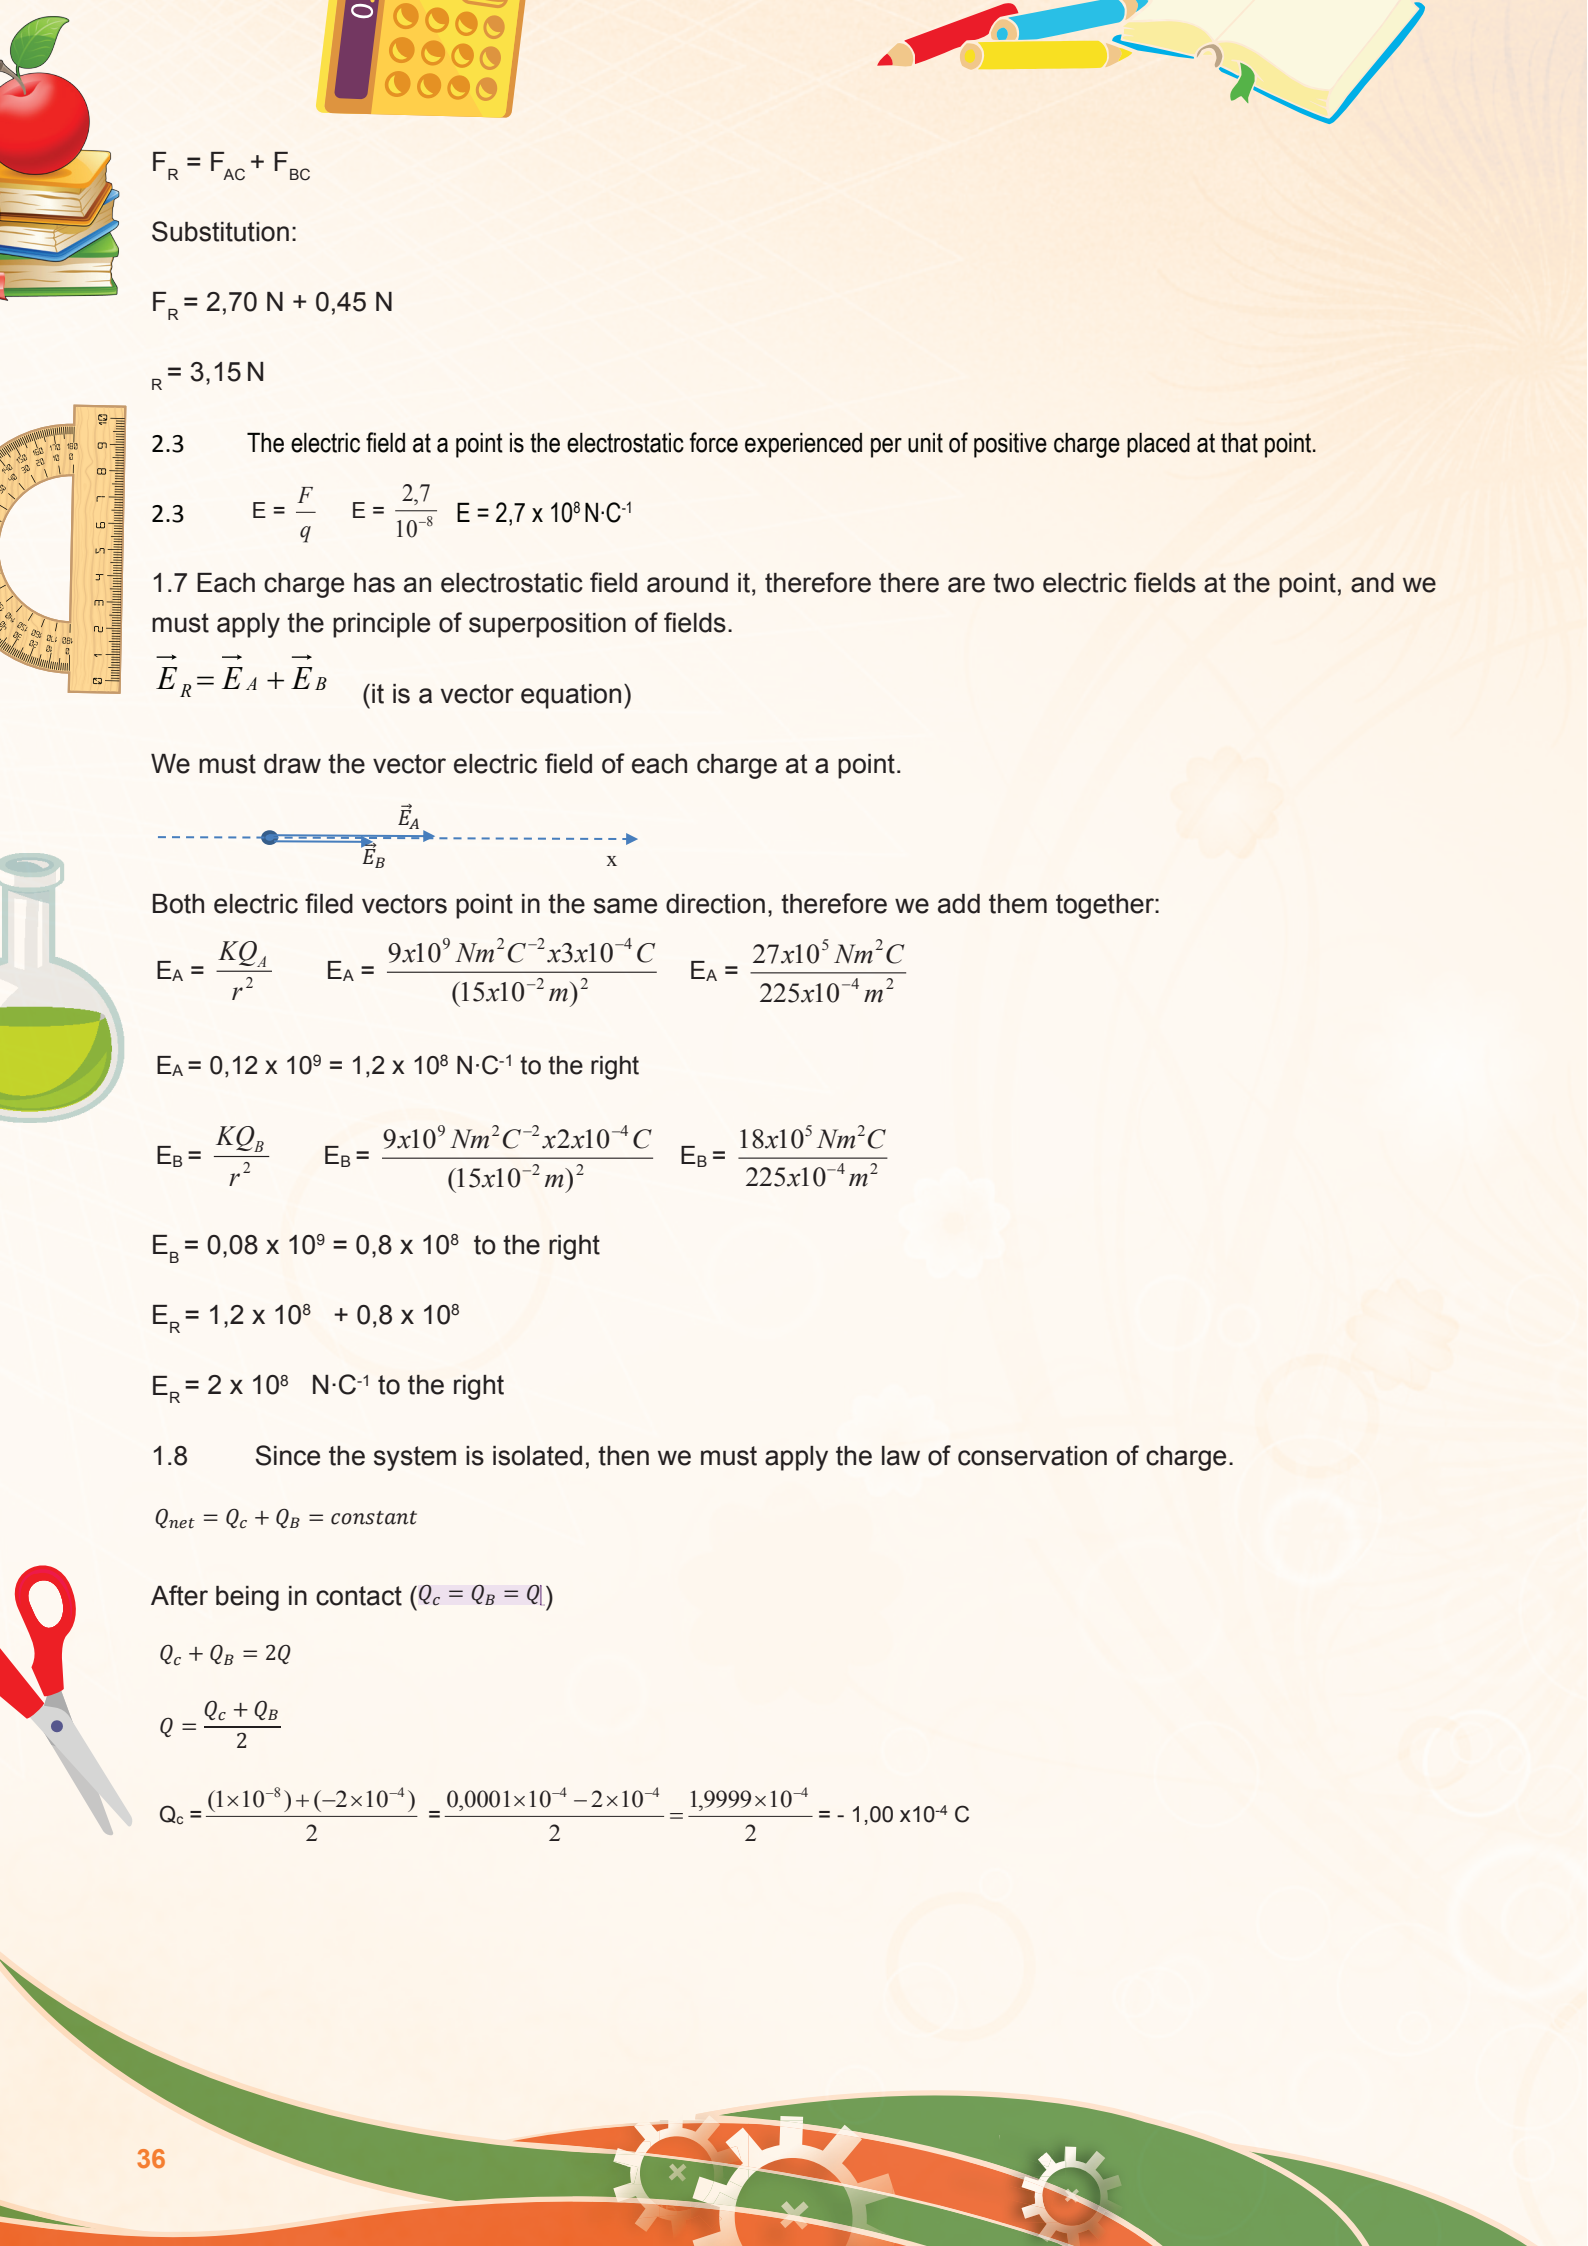 F_R = F_AC + F_BC
Substitution:
F_R = 2,70 N + 0,45 N
_R = 3,15 N
2.3 The electric field at a point is the electrostatic force experienced per unit of positive charge placed at that point.
2.3 E = F/q E = 2,7/10⁻⁸ E = 2,7 x 10⁸ N·C⁻¹
1.7 Each charge has an electrostatic field around it, therefore there are two electric fields at the point, and we
must apply the principle of superposition of fields.
E⃗_R = E⃗_A + E⃗_B (it is a vector equation)
We must draw the vector electric field of each charge at a point.
E⃗_A
E⃗_B x
Both electric filed vectors point in the same direction, therefore we add them together:
E_A = KQ_A/r² E_A = 9x10⁹ Nm²C⁻²x3x10⁻⁴ C/(15x10⁻² m)² E_A = 27x10⁵ Nm²C/225x10⁻⁴ m²
E_A = 0,12 x 10⁹ = 1,2 x 10⁸ N·C⁻¹ to the right
E_B = KQ_B/r² E_B = 9x10⁹ Nm²C⁻²x2x10⁻⁴ C/(15x10⁻² m)² E_B = 18x10⁵ Nm²C/225x10⁻⁴ m²
E_B = 0,08 x 10⁹ = 0,8 x 10⁸ to the right
E_R = 1,2 x 10⁸ + 0,8 x 10⁸
E_R = 2 x 10⁸ N·C⁻¹ to the right
1.8 Since the system is isolated, then we must apply the law of conservation of charge.
Q_net = Q_c + Q_B = constant
After being in contact (Q_c = Q_B = Q)
Q_c + Q_B = 2Q
Q = (Q_c + Q_B)/2
Q_c = ((1×10⁻⁸)+(−2×10⁻⁴))/2 = (0,0001×10⁻⁴ − 2×10⁻⁴)/2 = 1,9999×10⁻⁴/2 = - 1,00 x10⁻⁴ C
36